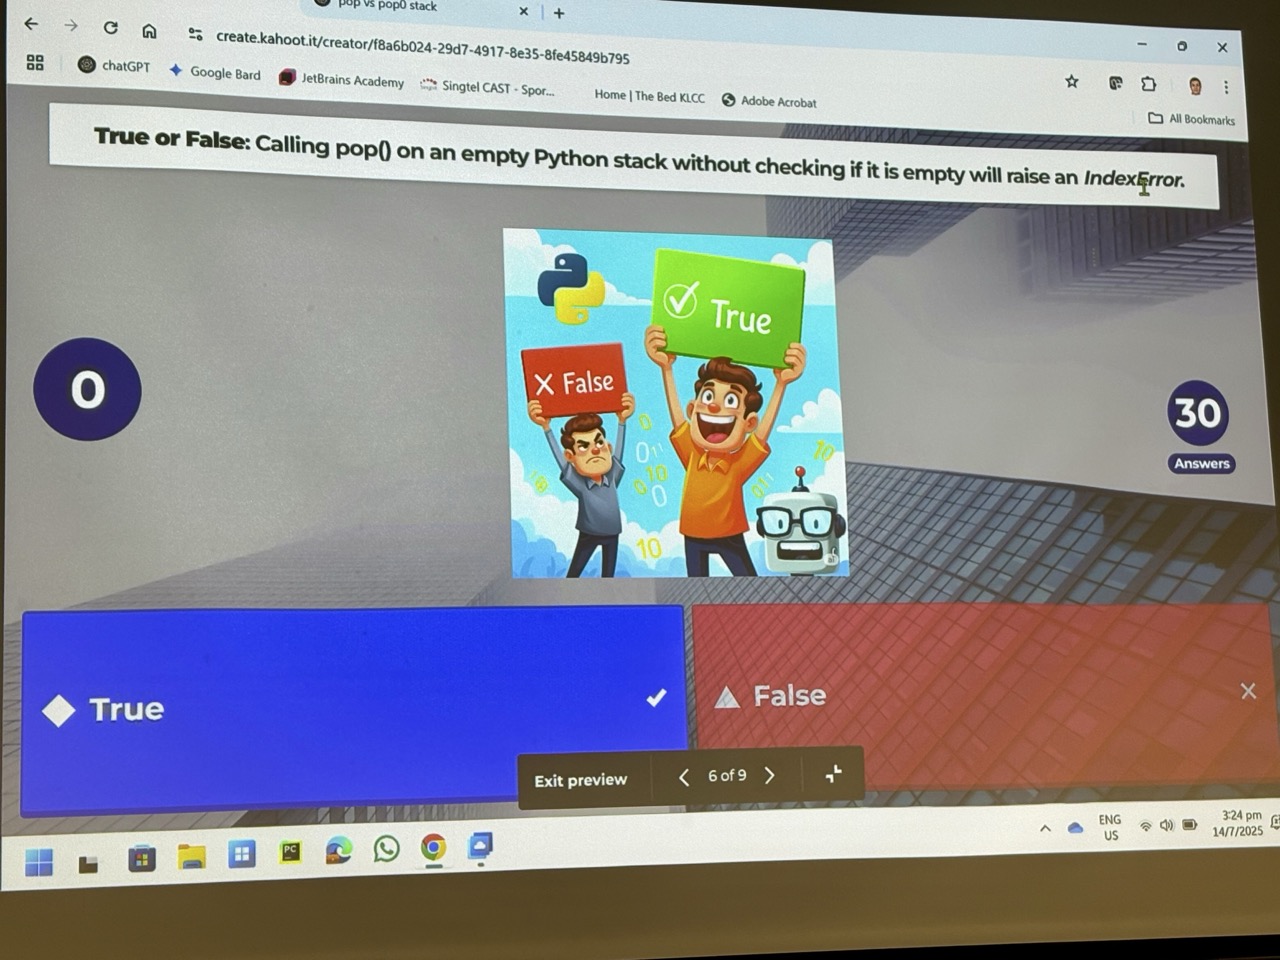 pop vs pop0 stack
create.kahoot.it/creator/f8a6b024-29d7-4917-8e35-8fe45849b795
chatGPT
Google Bard
JetBrains Academy
Singtel CAST - Spor...
Home | The Bed KLCC
Adobe Acrobat
All Bookmarks
True or False: Calling pop() on an empty Python stack without checking if it is empty will raise an IndexError.
True
X False
0
30
Answers
True
False
Exit preview
6 of 9
PC
ENG
US
3:24 pm
14/7/2025